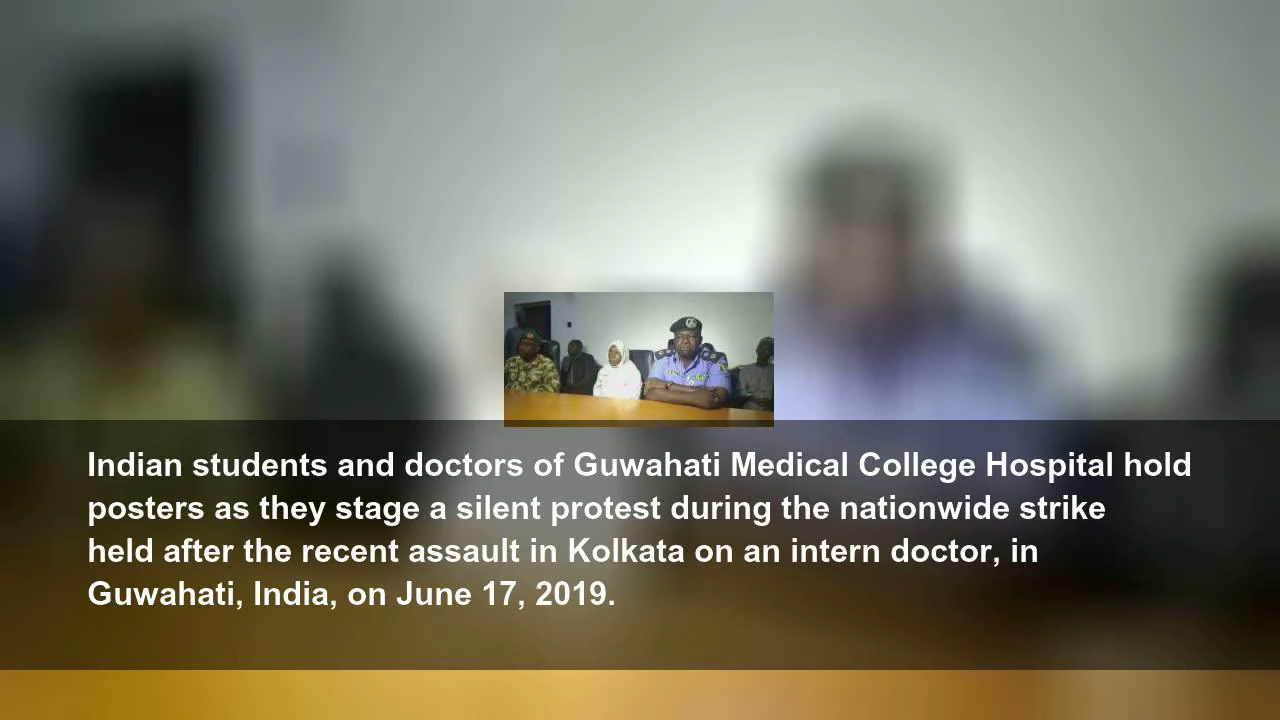 Indian students and doctors of Guwahati Medical College Hospital hold
posters as they stage a silent protest during the nationwide strike
held after the recent assault in Kolkata on an intern doctor, in
Guwahati, India, on June 17, 2019.